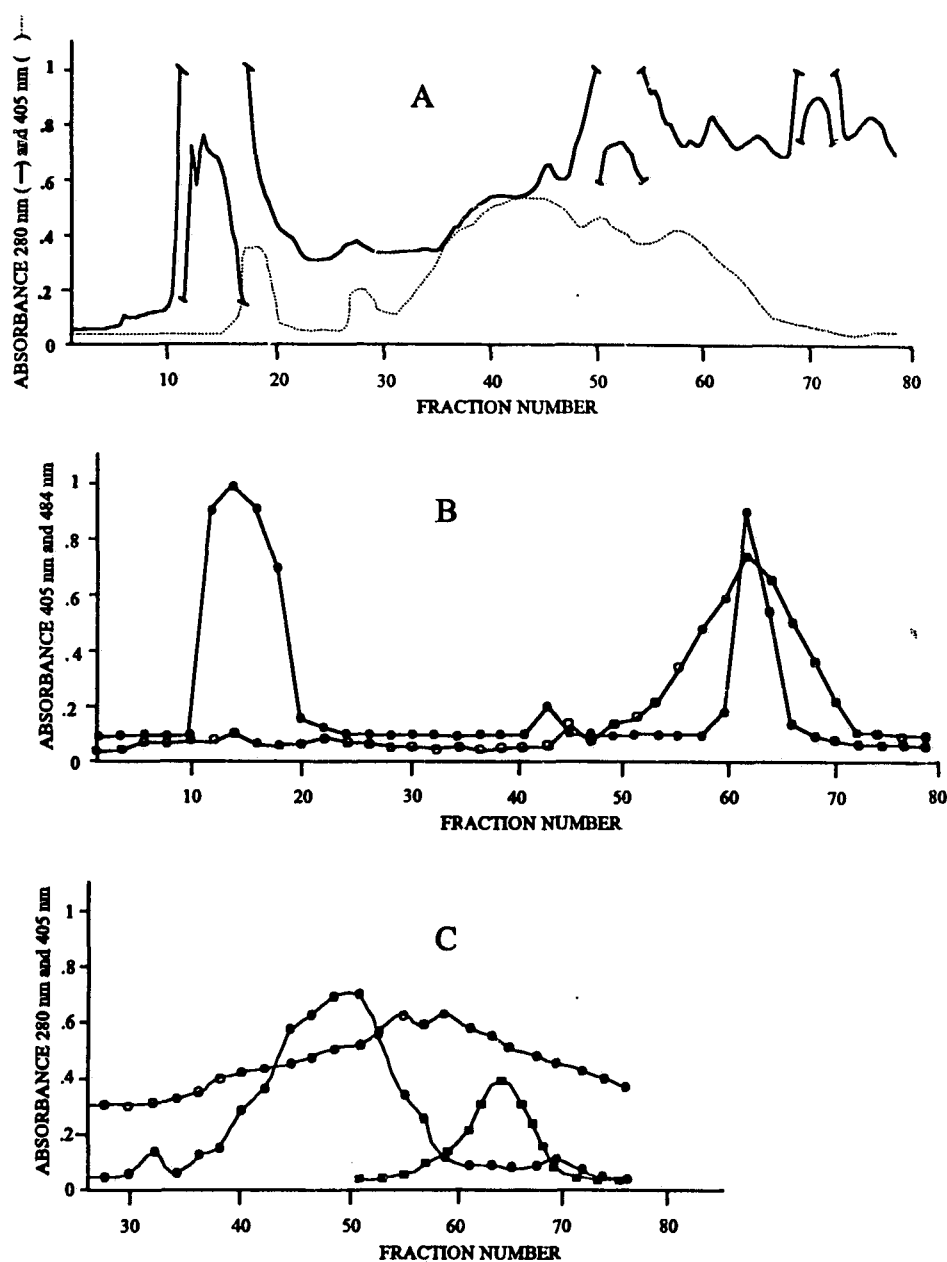 ABSORBANCE 280 nm ( — ) and 405 nm ( )·····
1
.8
.6
.4
.2
0
A
10 20 30 40 50 60 70 80
FRACTION NUMBER
ABSORBANCE 405 nm and 484 nm
1
.8
.6
.4
.2
0
B
10 20 30 40 50 60 70 80
FRACTION NUMBER
ABSORBANCE 280 nm and 405 nm
1
.8
.6
.4
.2
0
C
30 40 50 60 70 80
FRACTION NUMBER